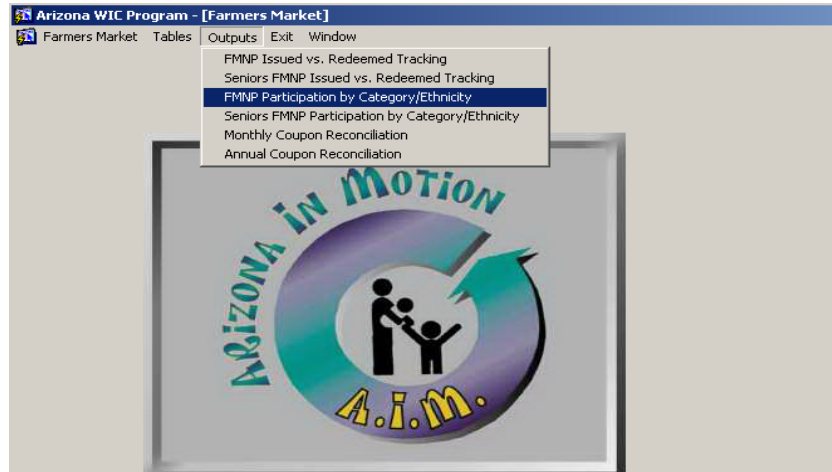 Arizona WIC Program - [Farmers Market]
Farmers Market Tables Outputs Exit Window
FMNP Issued vs. Redeemed Tracking
Seniors FMNP Issued vs. Redeemed Tracking
FMNP Participation by Category/Ethnicity
Seniors FMNP Participation by Category/Ethnicity
Monthly Coupon Reconciliation
Annual Coupon Reconciliation
ARiZONA iN MOTiON
A.i.M.